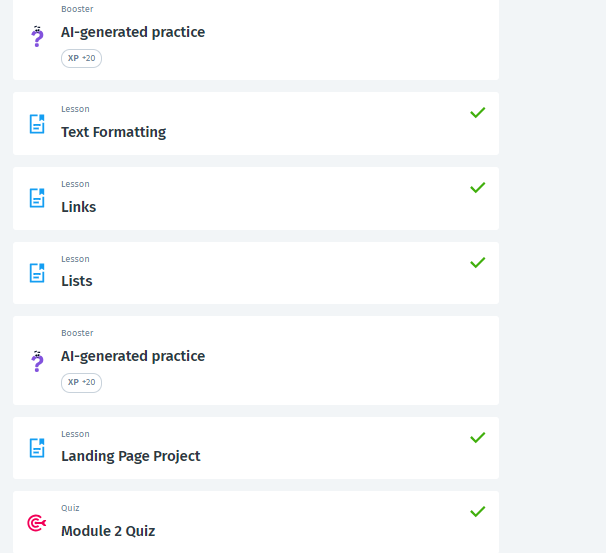 Booster
AI-generated practice
XP +20
Lesson
Text Formatting
Lesson
Links
Lesson
Lists
Booster
AI-generated practice
XP +20
Lesson
Landing Page Project
Quiz
Module 2 Quiz